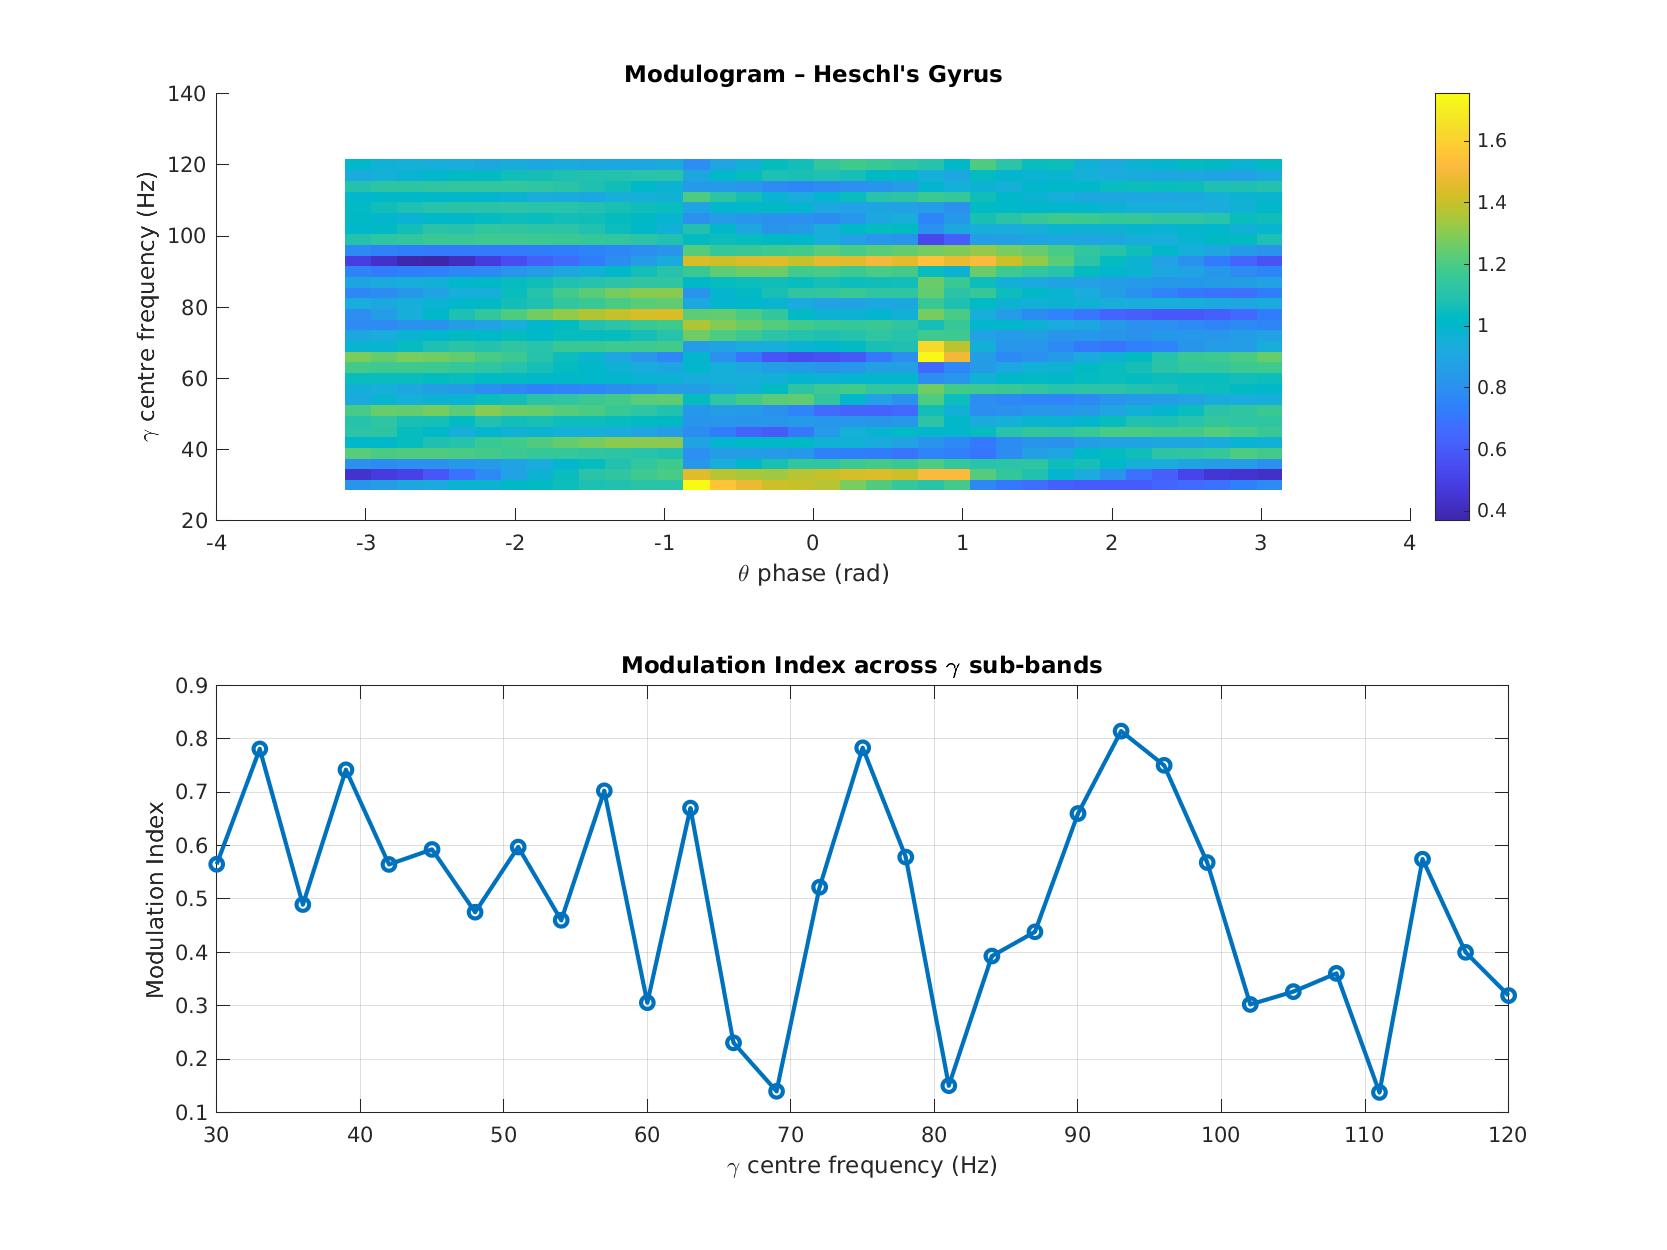 Modulogram – Heschl's Gyrus
140
120
100
80
60
40
20
γ centre frequency (Hz)
-4 -3 -2 -1 0 1 2 3 4
θ phase (rad)
1.6
1.4
1.2
1
0.8
0.6
0.4
Modulation Index across γ sub-bands
0.9
0.8
0.7
0.6
0.5
0.4
0.3
0.2
0.1
Modulation Index
30 40 50 60 70 80 90 100 110 120
γ centre frequency (Hz)